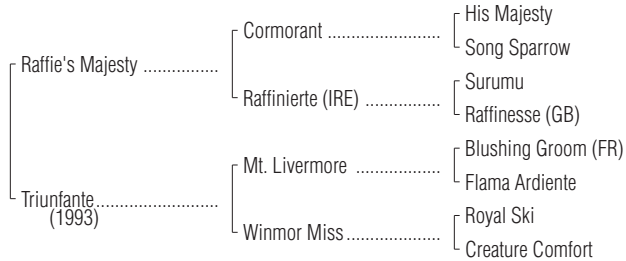 His Majesty
Cormorant ......................
Song Sparrow
Raffie's Majesty ...............
Surumu
Raffinierte (IRE) ...............
Raffinesse (GB)
Blushing Groom (FR)
Mt. Livermore .................
Flama Ardiente
Triunfante........................
(1993)
Royal Ski
Winmor Miss...................
Creature Comfort